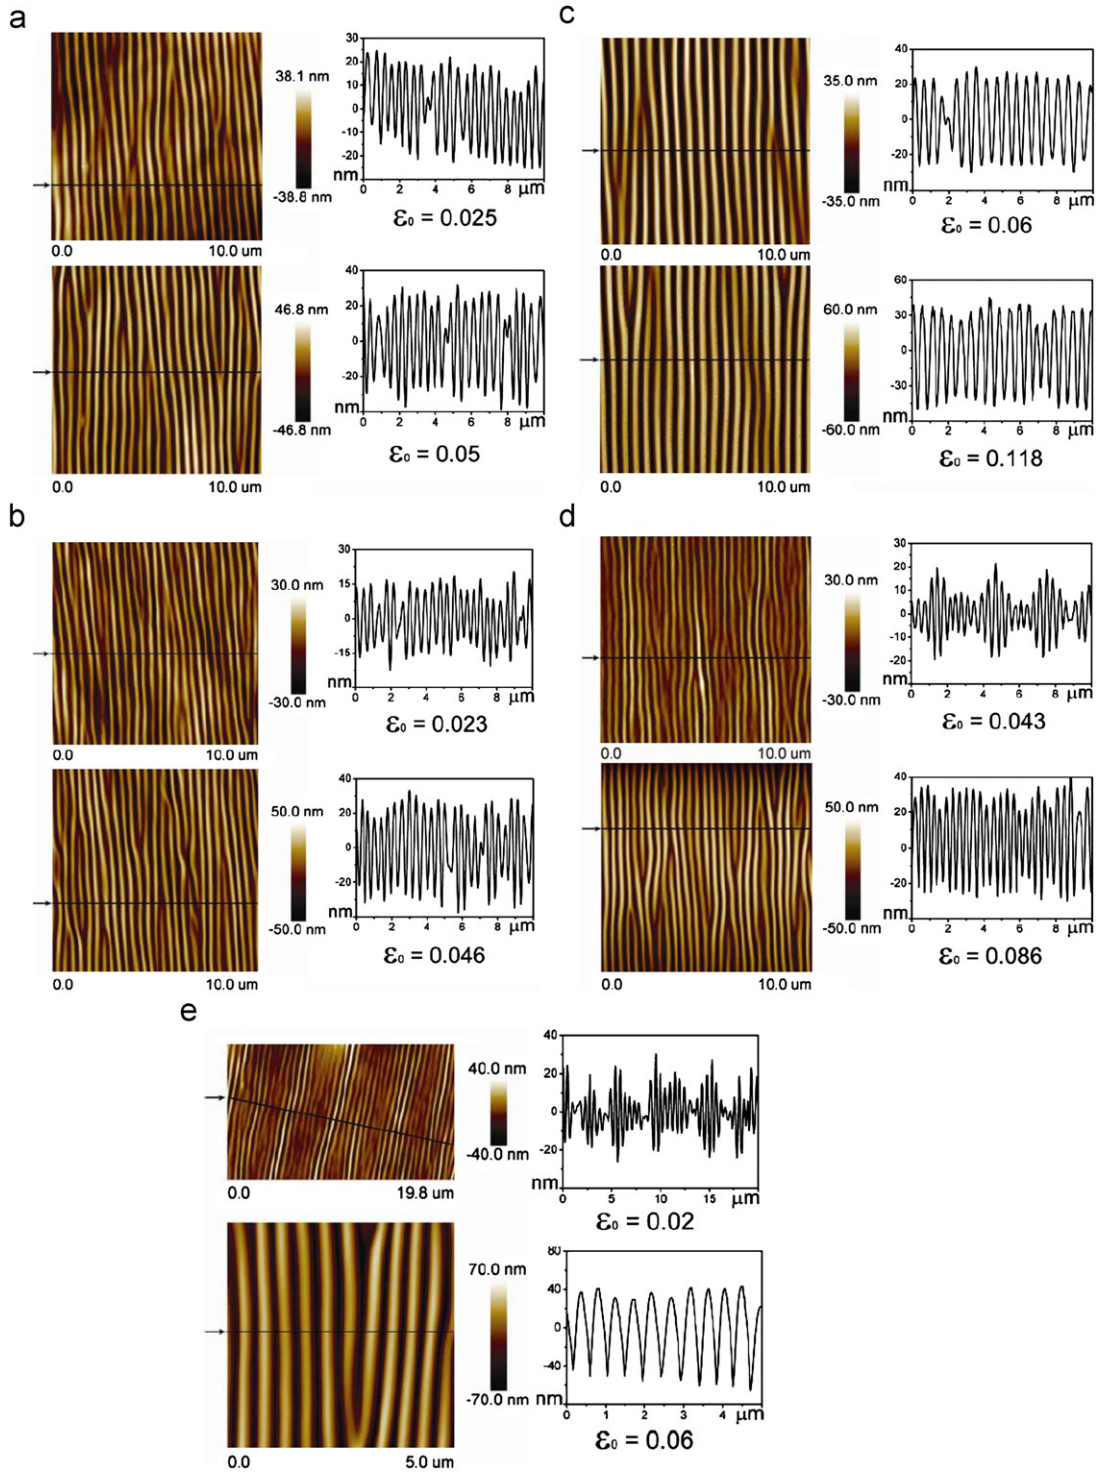 a
38.1 nm
-38.8 nm
0.0 10.0 um
30
20
10
0
-10
-20
nm
0 2 4 6 8 μm
ε₀ = 0.025
46.8 nm
-46.8 nm
0.0 10.0 um
40
20
0
-20
nm
0 2 4 6 8 μm
ε₀ = 0.05
c
35.0 nm
-35.0 nm
0.0 10.0 um
40
20
0
-20
nm
0 2 4 6 8 μm
ε₀ = 0.06
60.0 nm
-60.0 nm
0.0 10.0 um
60
30
0
-30
nm
0 2 4 6 8 μm
ε₀ = 0.118
b
30.0 nm
-30.0 nm
0.0 10.0 um
30
15
0
-15
nm
0 2 4 6 8 μm
ε₀ = 0.023
50.0 nm
-50.0 nm
0.0 10.0 um
40
20
0
-20
nm
0 2 4 6 8 μm
ε₀ = 0.046
d
30.0 nm
-30.0 nm
0.0 10.0 um
30
20
10
0
-10
-20
nm
0 2 4 6 8 μm
ε₀ = 0.043
50.0 nm
-50.0 nm
0.0 10.0 um
40
20
0
-20
nm
0 2 4 6 8 μm
ε₀ = 0.086
e
40.0 nm
-40.0 nm
0.0 19.8 um
40
20
0
-20
nm
0 5 10 15 μm
ε₀ = 0.02
70.0 nm
-70.0 nm
0.0 5.0 um
80
40
0
-40
nm
0 1 2 3 4 μm
ε₀ = 0.06